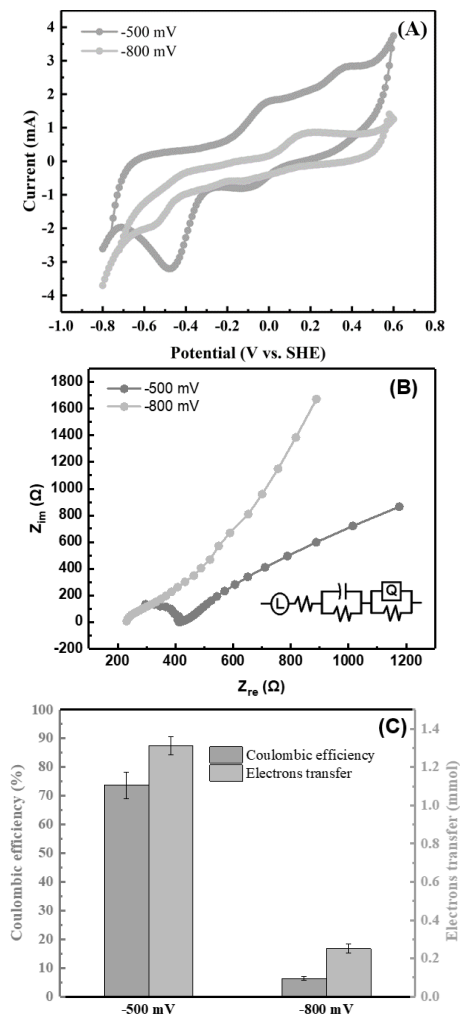 (A)
-500 mV
-800 mV
4
3
2
1
0
-1
-2
-3
-4
Current (mA)
-1.0 -0.8 -0.6 -0.4 -0.2 0.0 0.2 0.4 0.6 0.8
Potential (V vs. SHE)
(B)
-500 mV
-800 mV
1800
1600
1400
1200
1000
800
600
400
200
0
-200
Zim (Ω)
L
Q
200 400 600 800 1000 1200
Zre (Ω)
(C)
Coulombic efficiency
Electrons transfer
100
90
80
70
60
50
40
30
20
10
0
Coulombic efficiency (%)
1.4
1.2
1.0
0.8
0.6
0.4
0.2
0.0
Electrons transfer (mmol)
-500 mV -800 mV